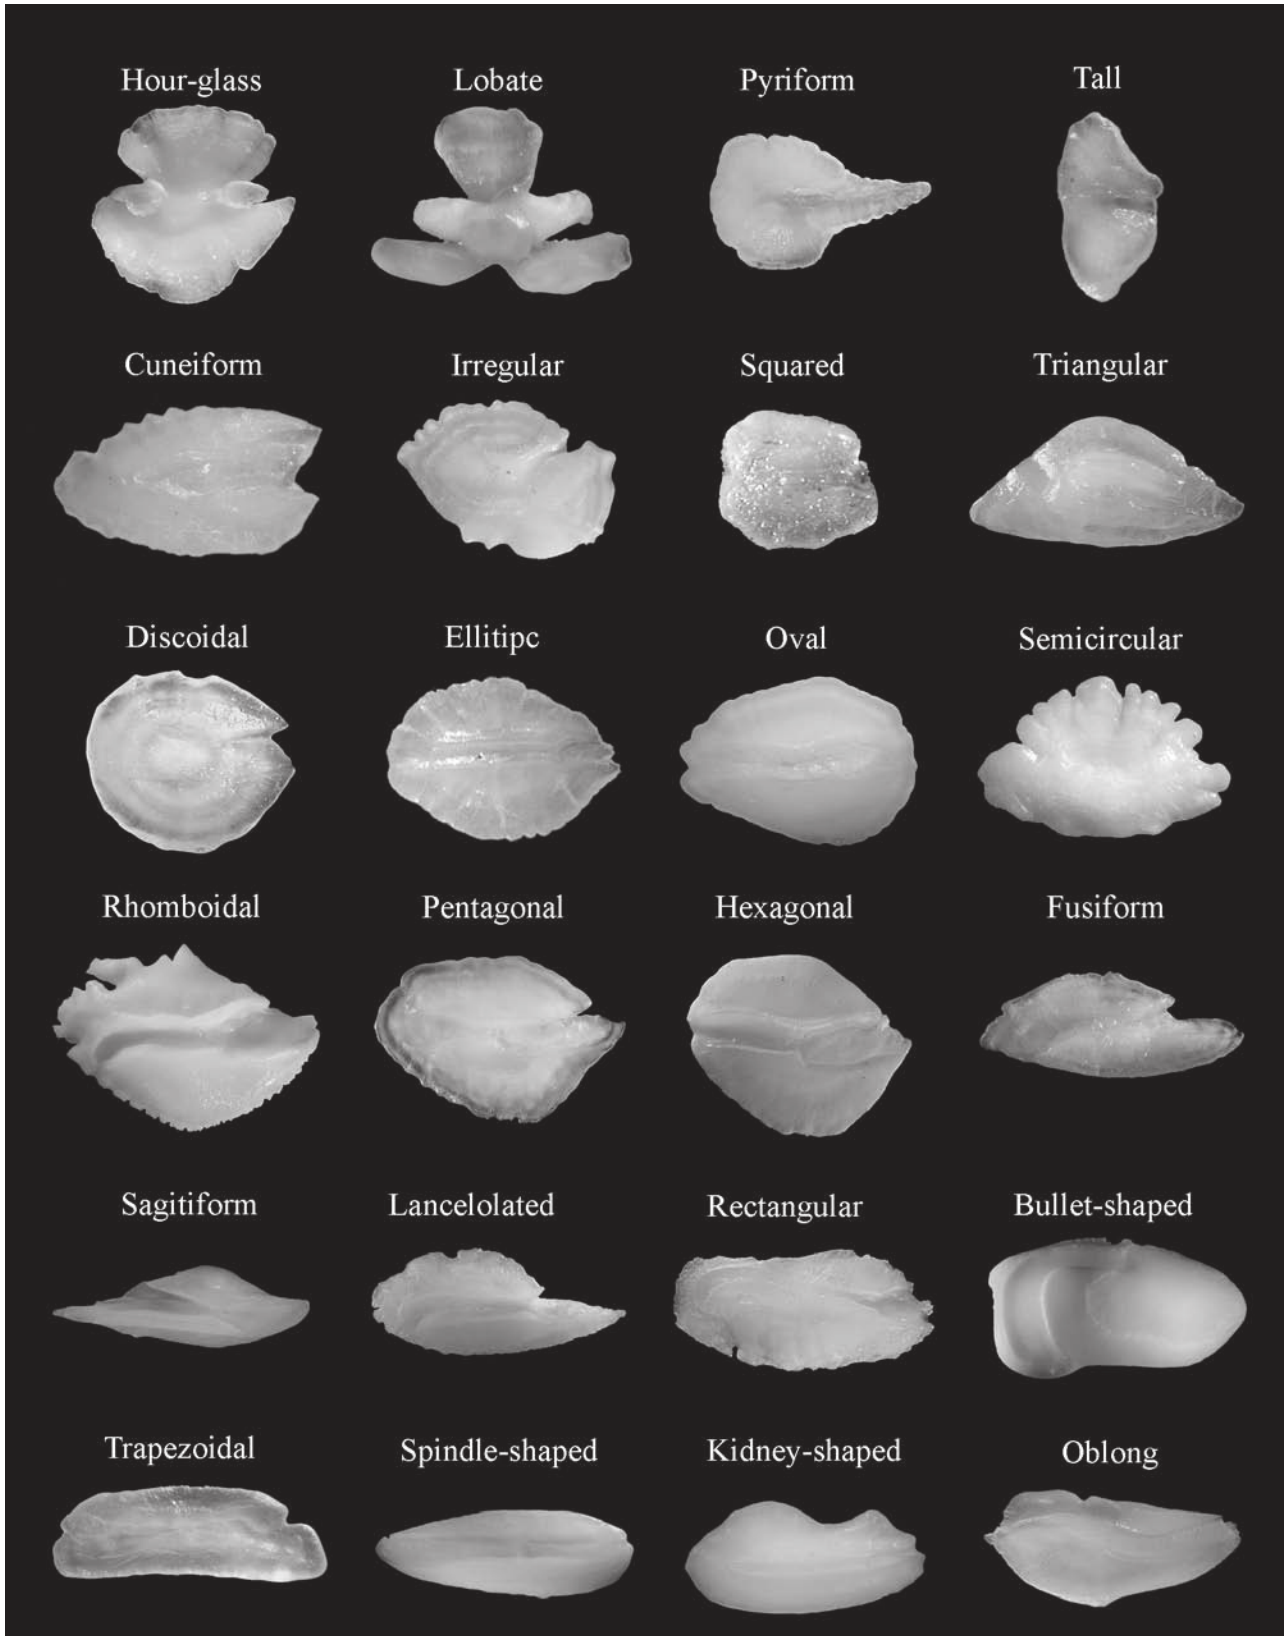 Hour-glass
Lobate
Pyriform
Tall
Cuneiform
Irregular
Squared
Triangular
Discoidal
Ellitipc
Oval
Semicircular
Rhomboidal
Pentagonal
Hexagonal
Fusiform
Sagitiform
Lancelolated
Rectangular
Bullet-shaped
Trapezoidal
Spindle-shaped
Kidney-shaped
Oblong